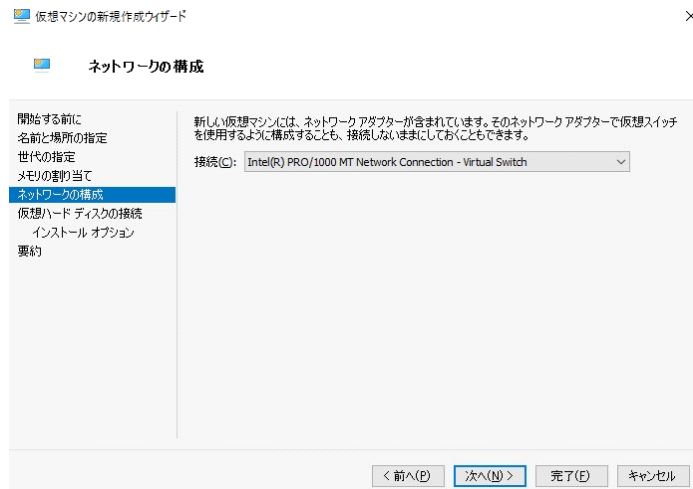 仮想マシンの新規作成ウィザード
ネットワークの構成
開始する前に
名前と場所の指定
世代の指定
メモリの割り当て
ネットワークの構成
仮想ハード ディスクの接続
インストール オプション
要約
新しい仮想マシンには、ネットワーク アダプターが含まれています。そのネットワーク アダプターで仮想スイッチ
を使用するように構成することも、接続しないままにしておくこともできます。
接続(C): Intel(R) PRO/1000 MT Network Connection - Virtual Switch
< 前へ(P) 次へ(N) > 完了(F) キャンセル